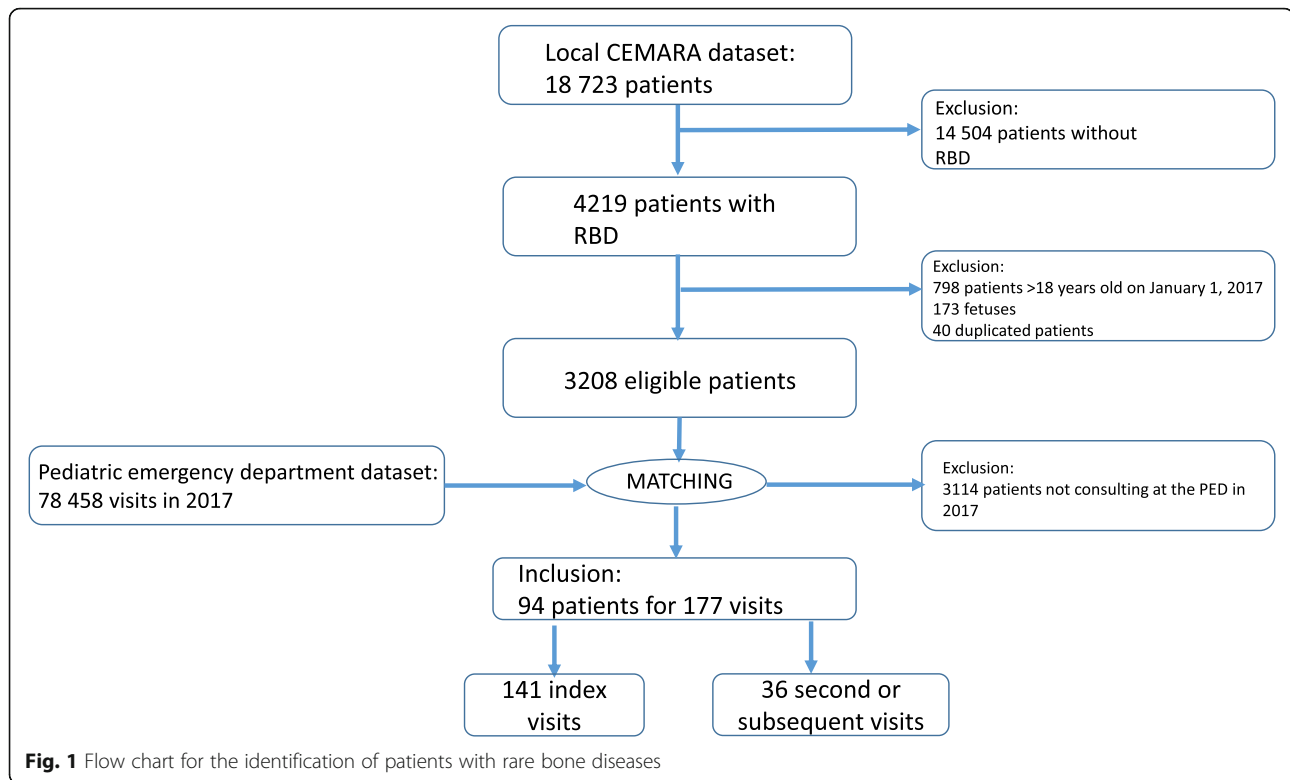 Local CEMARA dataset:
18 723 patients
Exclusion:
14 504 patients without
RBD
4219 patients with
RBD
Exclusion:
798 patients >18 years old on January 1, 2017
173 fetuses
40 duplicated patients
3208 eligible patients
Pediatric emergency department dataset:
78 458 visits in 2017
MATCHING
Exclusion:
3114 patients not consulting at the PED in
2017
Inclusion:
94 patients for 177 visits
141 index
visits
36 second or
subsequent visits
Fig. 1 Flow chart for the identification of patients with rare bone diseases